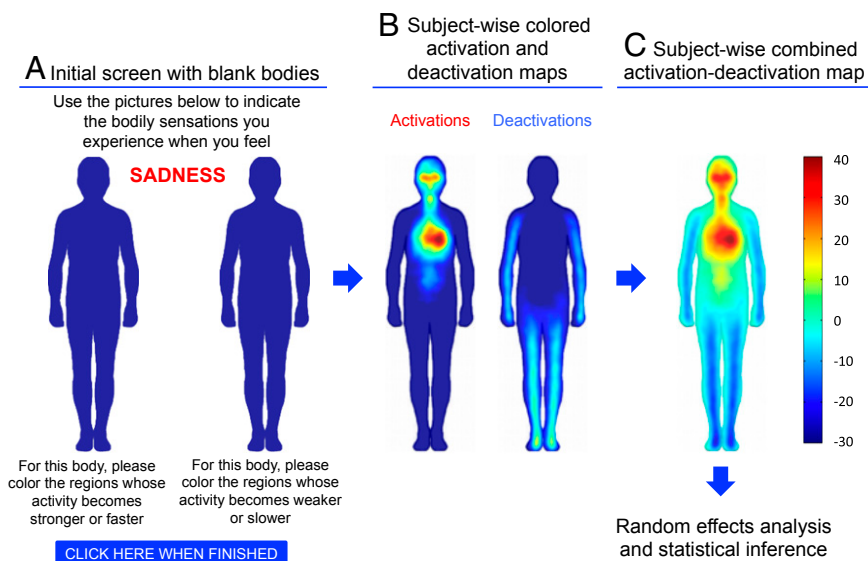 A Initial screen with blank bodies
Use the pictures below to indicate
the bodily sensations you
experience when you feel
SADNESS
For this body, please
color the regions whose
activity becomes
stronger or faster
For this body, please
color the regions whose
activity becomes weaker
or slower
CLICK HERE WHEN FINISHED
B Subject-wise colored
activation and
deactivation maps
Activations
Deactivations
C Subject-wise combined
activation-deactivation map
40
30
20
10
0
-10
-20
-30
Random effects analysis
and statistical inference